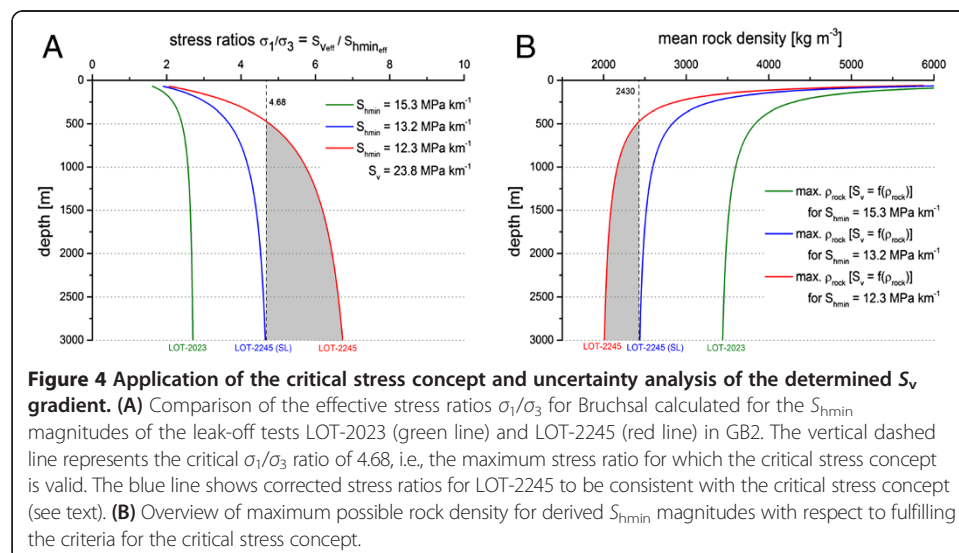 A
stress ratios σ1/σ3 = Sveff / Shmineff
0 2 4 6 8 10
0
500
1000
1500
2000
2500
3000
depth [m]
4.68
Shmin = 15.3 MPa km-1
Shmin = 13.2 MPa km-1
Shmin = 12.3 MPa km-1
Sv = 23.8 MPa km-1
LOT-2023
LOT-2245 (SL)
LOT-2245
B
mean rock density [kg m-3]
2000 3000 4000 5000 6000
0
500
1000
1500
2000
2500
3000
depth [m]
2430
max. ρrock [Sv = f(ρrock)]
for Shmin = 15.3 MPa km-1
max. ρrock [Sv = f(ρrock)]
for Shmin = 13.2 MPa km-1
max. ρrock [Sv = f(ρrock)]
for Shmin = 12.3 MPa km-1
LOT-2245
LOT-2245 (SL)
LOT-2023
Figure 4 Application of the critical stress concept and uncertainty analysis of the determined Sv
gradient. (A) Comparison of the effective stress ratios σ1/σ3 for Bruchsal calculated for the Shmin
magnitudes of the leak-off tests LOT-2023 (green line) and LOT-2245 (red line) in GB2. The vertical dashed
line represents the critical σ1/σ3 ratio of 4.68, i.e., the maximum stress ratio for which the critical stress concept
is valid. The blue line shows corrected stress ratios for LOT-2245 to be consistent with the critical stress concept
(see text). (B) Overview of maximum possible rock density for derived Shmin magnitudes with respect to fulfilling
the criteria for the critical stress concept.